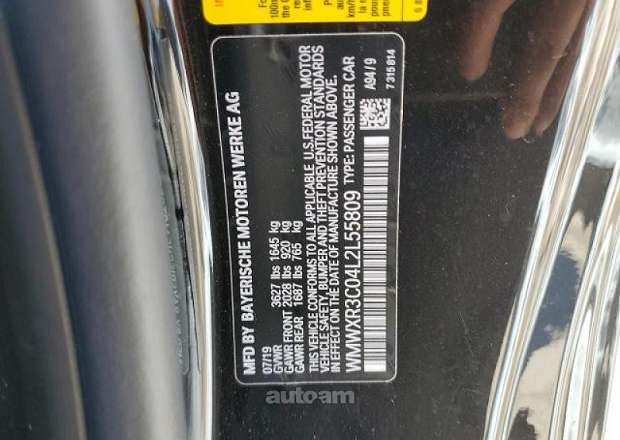 MFD BY BAYERISCHE MOTOREN WERKE AG
07/19
GVWR 3627 lbs 1645 kg
GAWR FRONT 2028 lbs 920 kg
GAWR REAR 1687 lbs 765 kg
THIS VEHICLE CONFORMS TO ALL APPLICABLE U.S.FEDERAL MOTOR
VEHICLE SAFETY, BUMPER AND THEFT PREVENTION STANDARDS
IN EFFECT ON THE DATE OF MANUFACTURE SHOWN ABOVE.
WMWXR3C04L2L55809 TYPE: PASSENGER CAR
A94/9
7 315 814
autoam